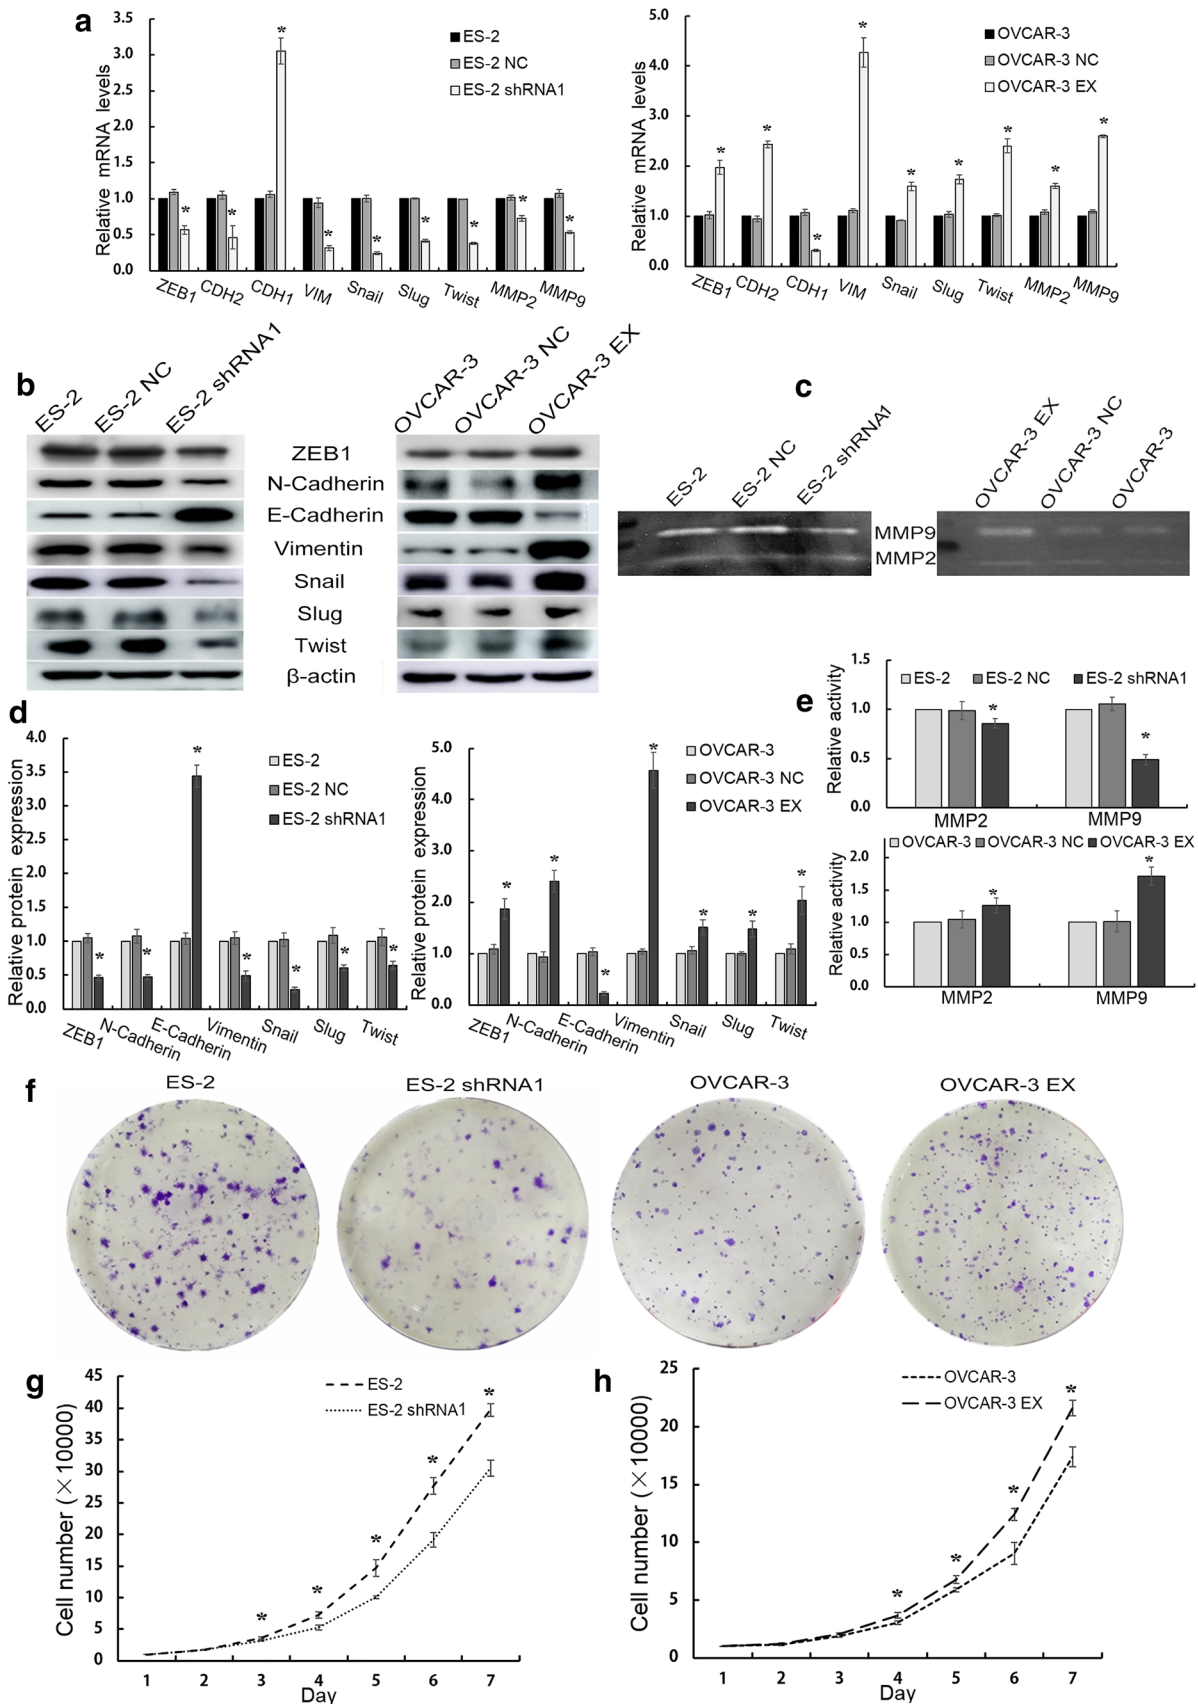 a
Relative mRNA levels
3.5
3.0
2.5
2.0
1.5
1.0
0.5
0.0
ES-2
ES-2 NC
ES-2 shRNA1
* * * * * * * * *
ZEB1 CDH2 CDH1 VIM Snail Slug Twist MMP2 MMP9
Relative mRNA levels
5.0
4.0
3.0
2.0
1.0
0.0
OVCAR-3
OVCAR-3 NC
OVCAR-3 EX
* * * * * * * * *
ZEB1 CDH2 CDH1 VIM Snail Slug Twist MMP2 MMP9
b
ES-2 ES-2 NC ES-2 shRNA1
OVCAR-3 OVCAR-3 NC OVCAR-3 EX
ZEB1
N-Cadherin
E-Cadherin
Vimentin
Snail
Slug
Twist
β-actin
c
ES-2 ES-2 NC ES-2 shRNA1
OVCAR-3 EX OVCAR-3 NC OVCAR-3
MMP9
MMP2
d
Relative protein expression
4.0
3.5
3.0
2.5
2.0
1.5
1.0
0.5
0.0
ES-2
ES-2 NC
ES-2 shRNA1
* * * * * * *
ZEB1 N-Cadherin E-Cadherin Vimentin Snail Slug Twist
Relative protein expression
5.0
4.0
3.0
2.0
1.0
0.0
OVCAR-3
OVCAR-3 NC
OVCAR-3 EX
* * * * * * *
ZEB1 N-Cadherin E-Cadherin Vimentin Snail Slug Twist
e
Relative activity
1.5
1.0
0.5
0.0
ES-2 ES-2 NC ES-2 shRNA1
* *
MMP2 MMP9
Relative activity
2.0
1.5
1.0
0.5
0.0
OVCAR-3 OVCAR-3 NC OVCAR-3 EX
* *
MMP2 MMP9
f
ES-2 ES-2 shRNA1 OVCAR-3 OVCAR-3 EX
g
Cell number (×10000)
45
40
35
30
25
20
15
10
5
0
ES-2
ES-2 shRNA1
* * * * *
1 2 3 4 5 6 7
Day
h
Cell number (×10000)
25
20
15
10
5
0
OVCAR-3
OVCAR-3 EX
* * * *
1 2 3 4 5 6 7
Day